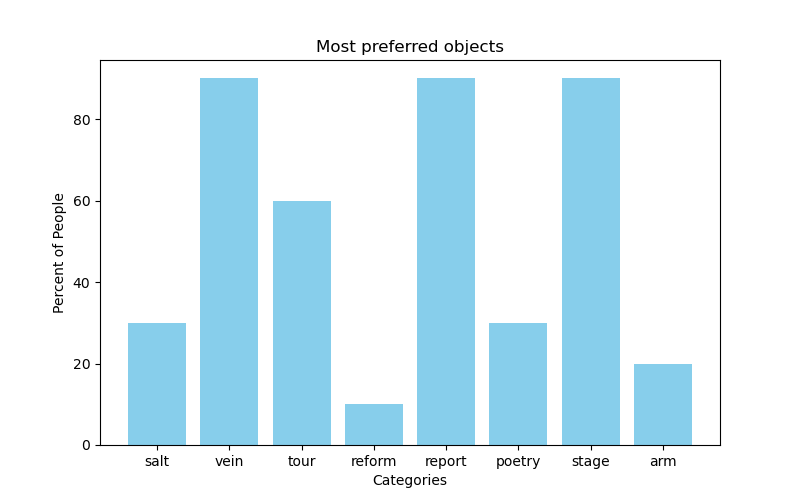 Most preferred objects
Percent of People
80
60
40
20
0
salt vein tour reform report poetry stage arm
Categories